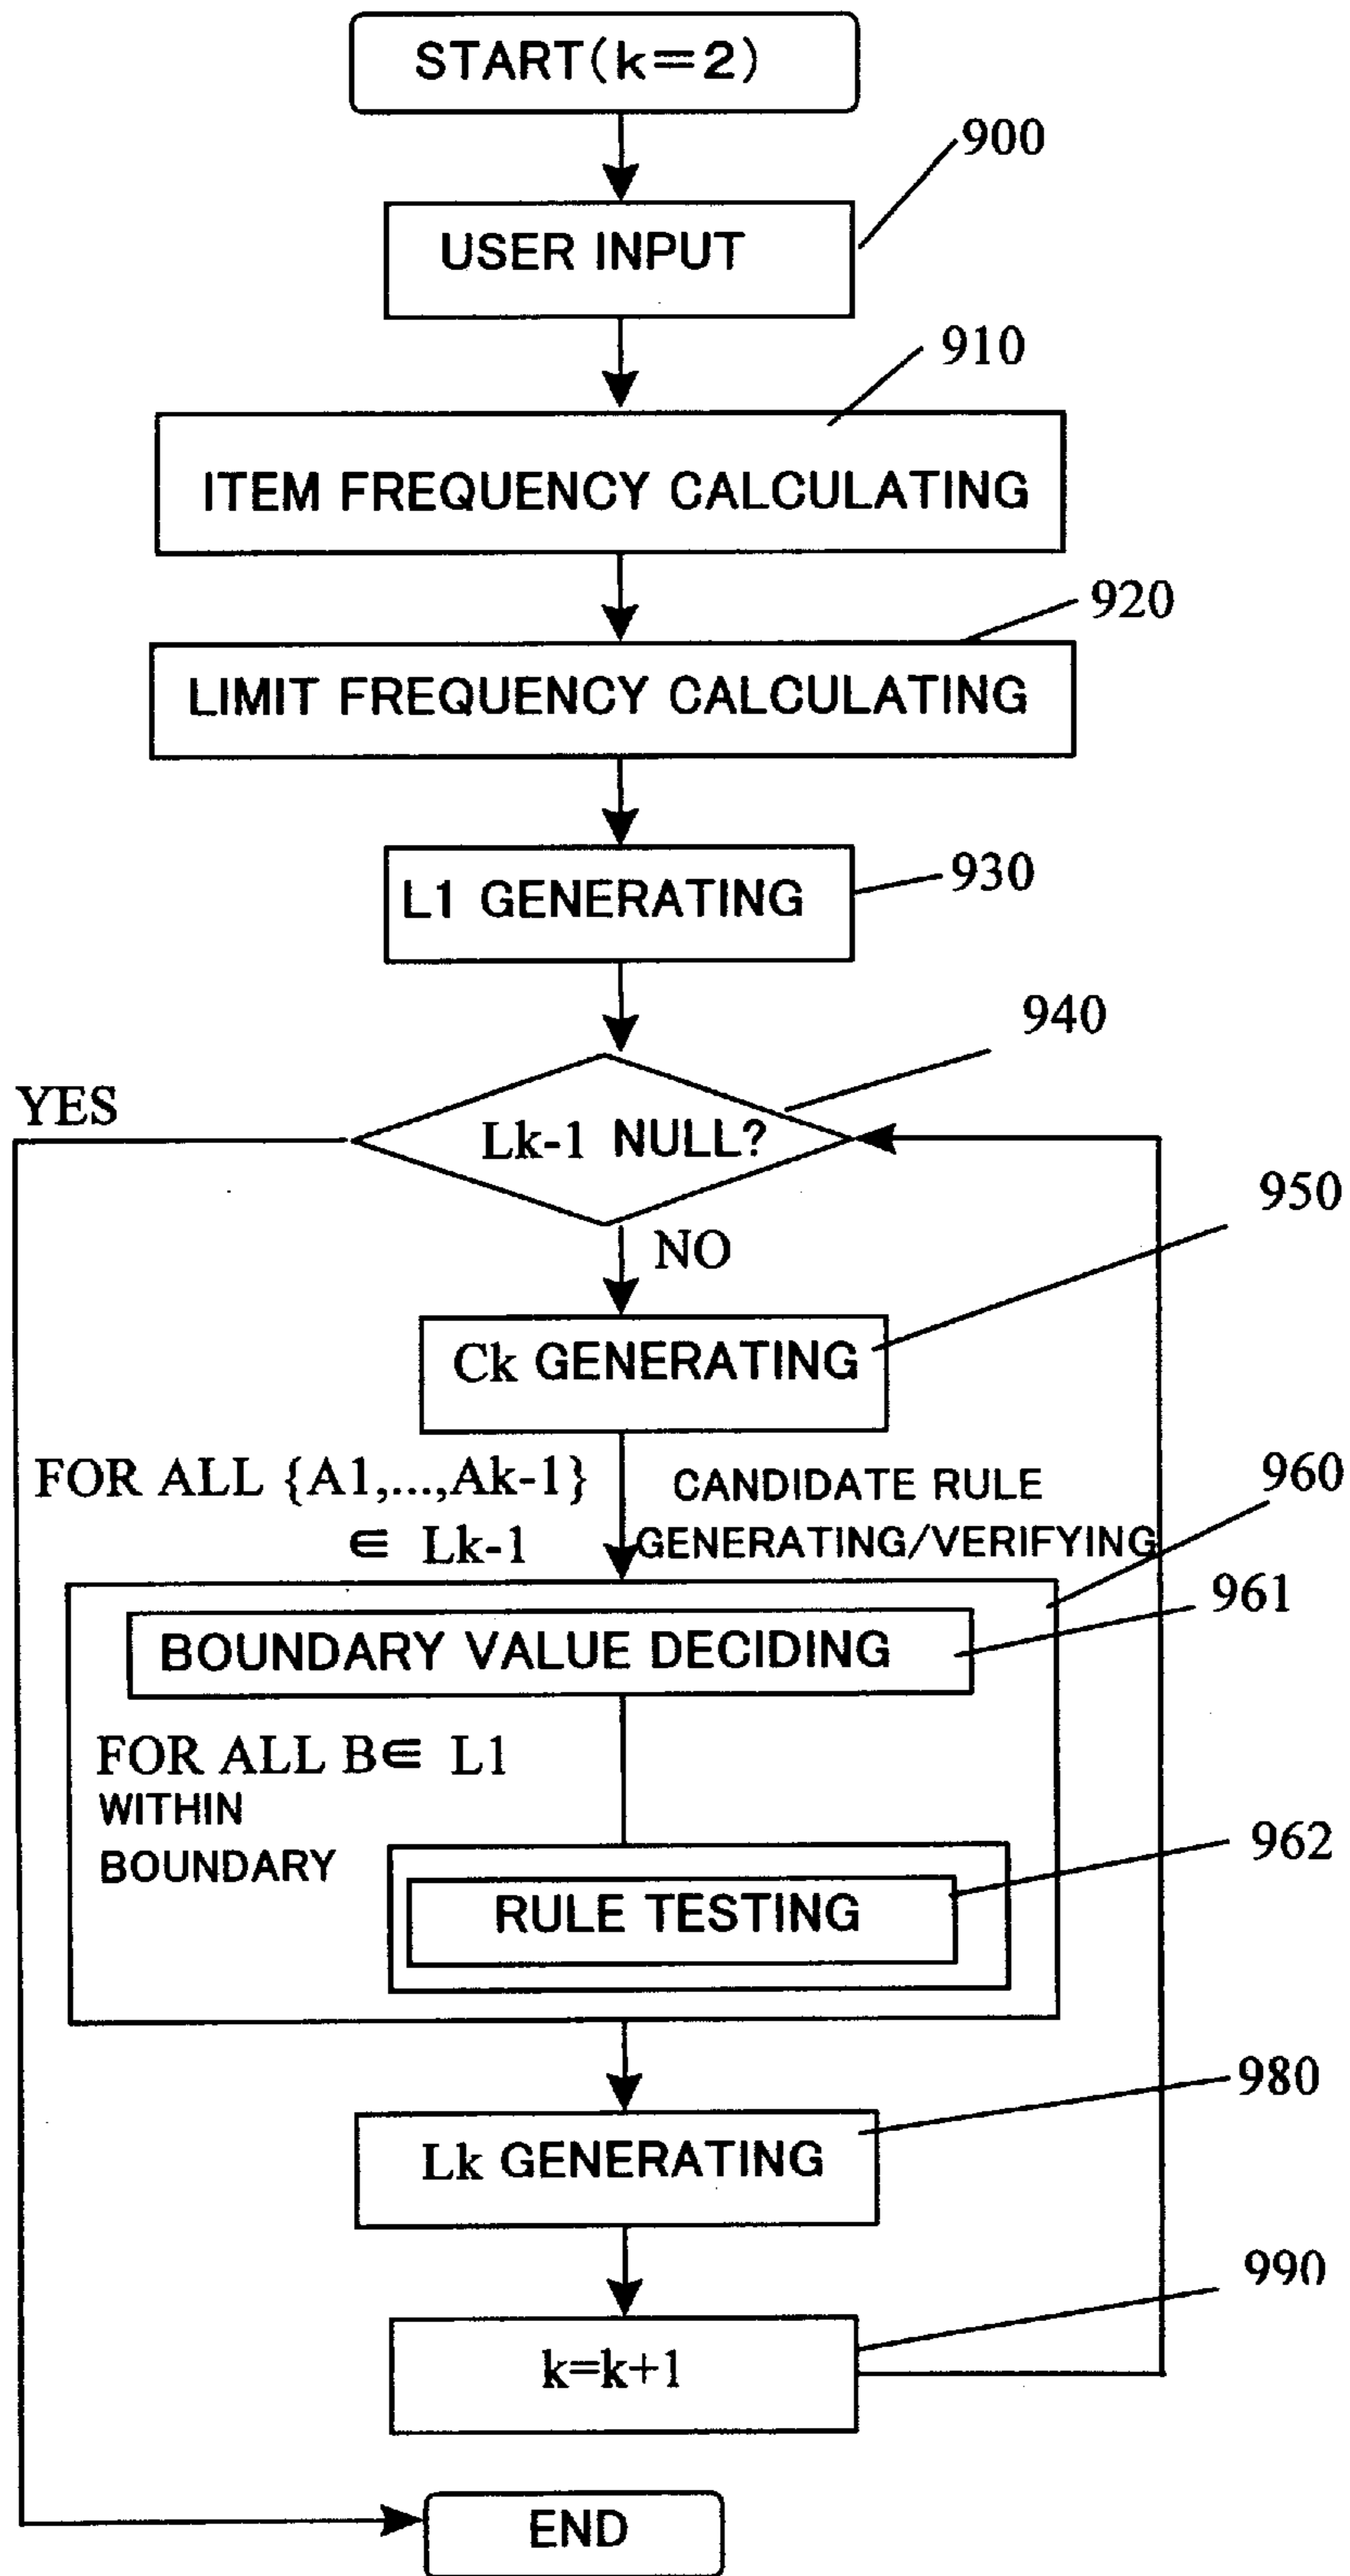 START(k=2)
900
USER INPUT
910
ITEM FREQUENCY CALCULATING
920
LIMIT FREQUENCY CALCULATING
930
L1 GENERATING
940
YES
Lk-1 NULL?
950
NO
Ck GENERATING
FOR ALL {A1,...,Ak-1}
∈ Lk-1
CANDIDATE RULE
GENERATING/VERIFYING
960
961
BOUNDARY VALUE DECIDING
FOR ALL B∈ L1
WITHIN
BOUNDARY
962
RULE TESTING
980
Lk GENERATING
990
k=k+1
END